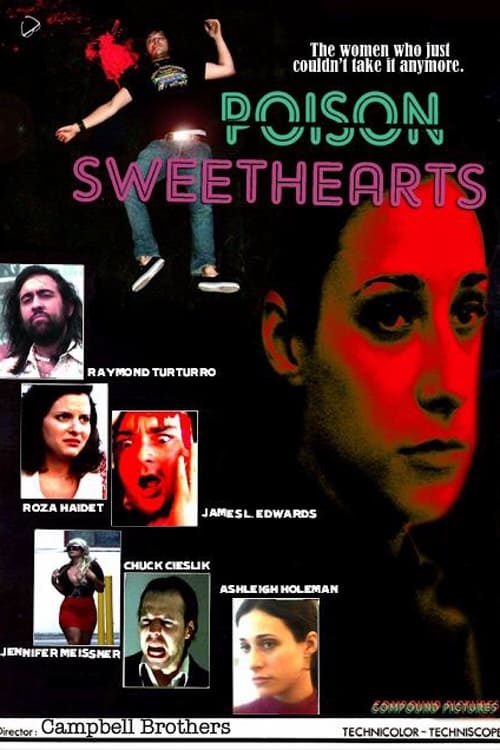 The women who just
couldn't take it anymore.
POISON
SWEETHEARTS
RAYMOND TURTURRO
ROZA HAIDET
JAMES L. EDWARDS
CHUCK CIESLIK
ASHLEIGH HOLEMAN
JENNIFER MEISSNER
COMPOUND PICTURES
Director: Campbell Brothers
TECHNICOLOR - TECHNISCOPE